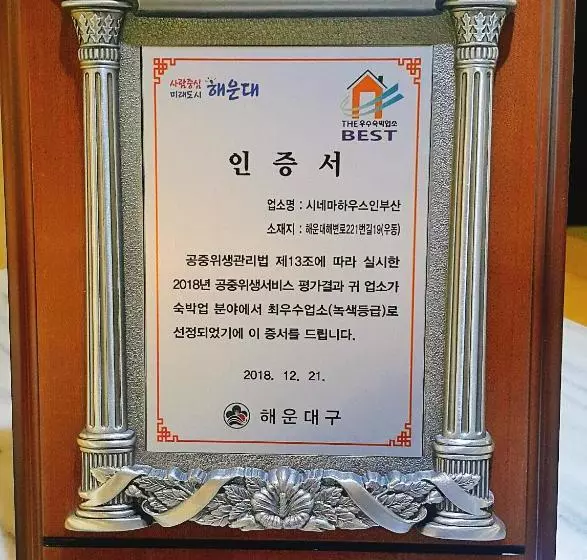 사람중심
미래도시 해운대
THE 우수숙박업소
BEST
인증서
업소명 : 시네마하우스인부산
소재지 : 해운대해변로221번길19(우동)
공중위생관리법 제13조에 따라 실시한
2018년 공중위생서비스 평가결과 귀 업소가
숙박업 분야에서 최우수업소(녹색등급)로
선정되었기에 이 증서를 드립니다.
2018. 12. 21.
해운대구